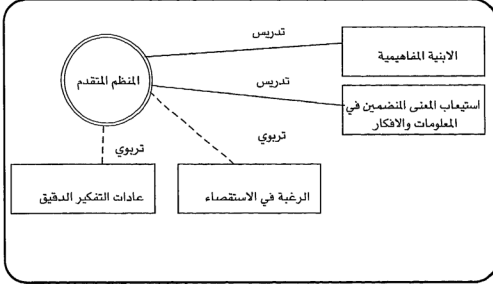 تدريس
الابنية المفاهيمية
المنظم المتقدم
تدريس
استيعاب المعنى المنضمين في
المعلومات والافكار
تربوي
تربوي
الرغبة في الاستقصاء
عادات التفكير الدقيق